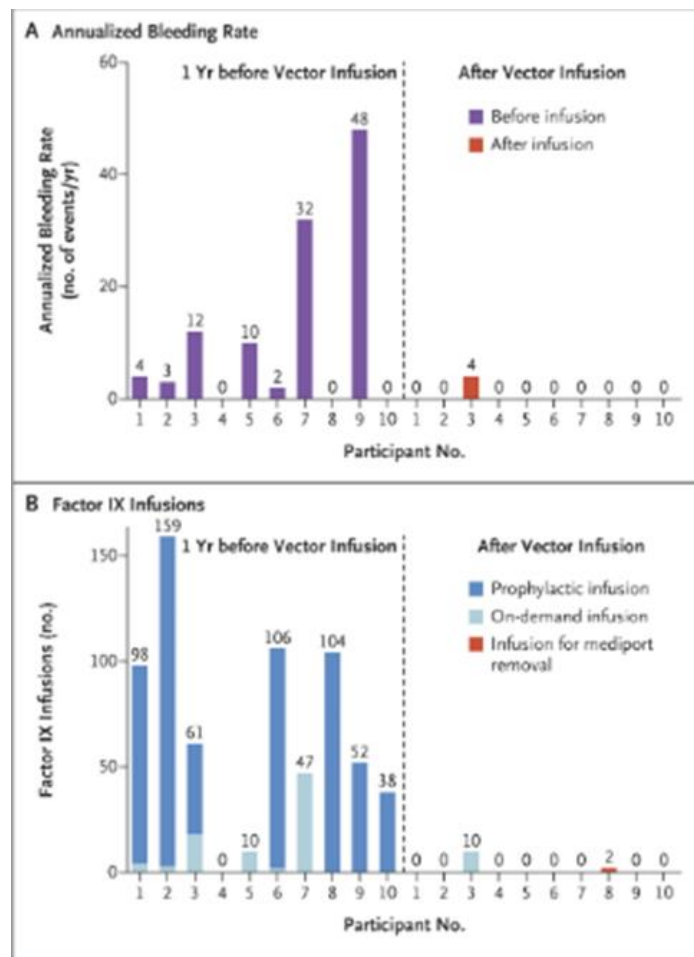 A Annualized Bleeding Rate
60
40
20
0
Annualized Bleeding Rate
(no. of events/yr)
1 Yr before Vector Infusion
After Vector Infusion
Before infusion
After infusion
4 3 12 0 10 2 32 0 48 0 0 0 4 0 0 0 0 0 0 0
1 2 3 4 5 6 7 8 9 10 1 2 3 4 5 6 7 8 9 10
Participant No.
B Factor IX Infusions
150
100
50
0
Factor IX Infusions (no.)
1 Yr before Vector Infusion
After Vector Infusion
Prophylactic infusion
On-demand infusion
Infusion for mediport
removal
98 159 61 0 10 106 47 104 52 38 0 0 10 0 0 0 0 2 0 0
1 2 3 4 5 6 7 8 9 10 1 2 3 4 5 6 7 8 9 10
Participant No.